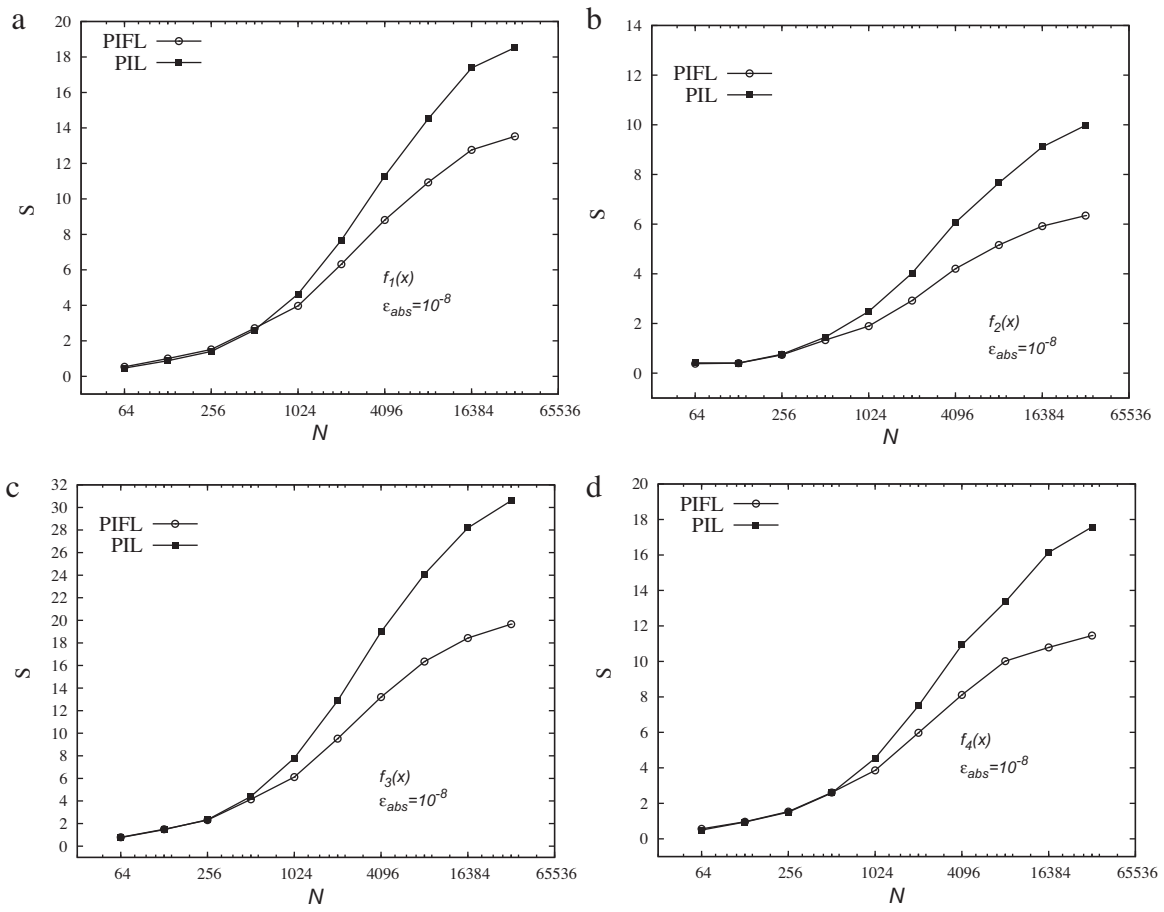 a
20
18
16
14
12
10
8
6
4
2
0
S
PIFL
PIL
f1(x)
εabs=10-8
64 256 1024 4096 16384 65536
N
b
14
12
10
8
6
4
2
0
S
PIFL
PIL
f2(x)
εabs=10-8
64 256 1024 4096 16384 65536
N
c
32
30
28
26
24
22
20
18
16
14
12
10
8
6
4
2
0
S
PIFL
PIL
f3(x)
εabs=10-8
64 256 1024 4096 16384 65536
N
d
20
18
16
14
12
10
8
6
4
2
0
S
PIFL
PIL
f4(x)
εabs=10-8
64 256 1024 4096 16384 65536
N